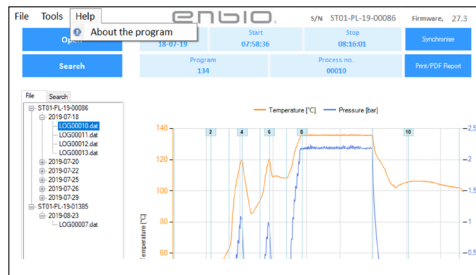 File Tools Help
enbio.
S/N ST01-PL-19-00086 Firmware, 27.3
About the program
Start Stop
18-07-19 07:58:36 08:16:01
Synchronise
Search
Program Process no.
134 00010
Print/PDF Report
File Search
ST01-PL-19-00086
2019-07-18
LOG00010.dat
LOG00011.dat
LOG00012.dat
LOG00013.dat
2019-07-20
2019-07-22
2019-07-25
2019-07-26
2019-07-29
ST01-PL-19-01385
2019-08-23
LOG00007.dat
Temperature [°C] Pressure [bar]
2 4 6 8 10
140
120
100
80
60
2.5
2
1.5
1
0.5